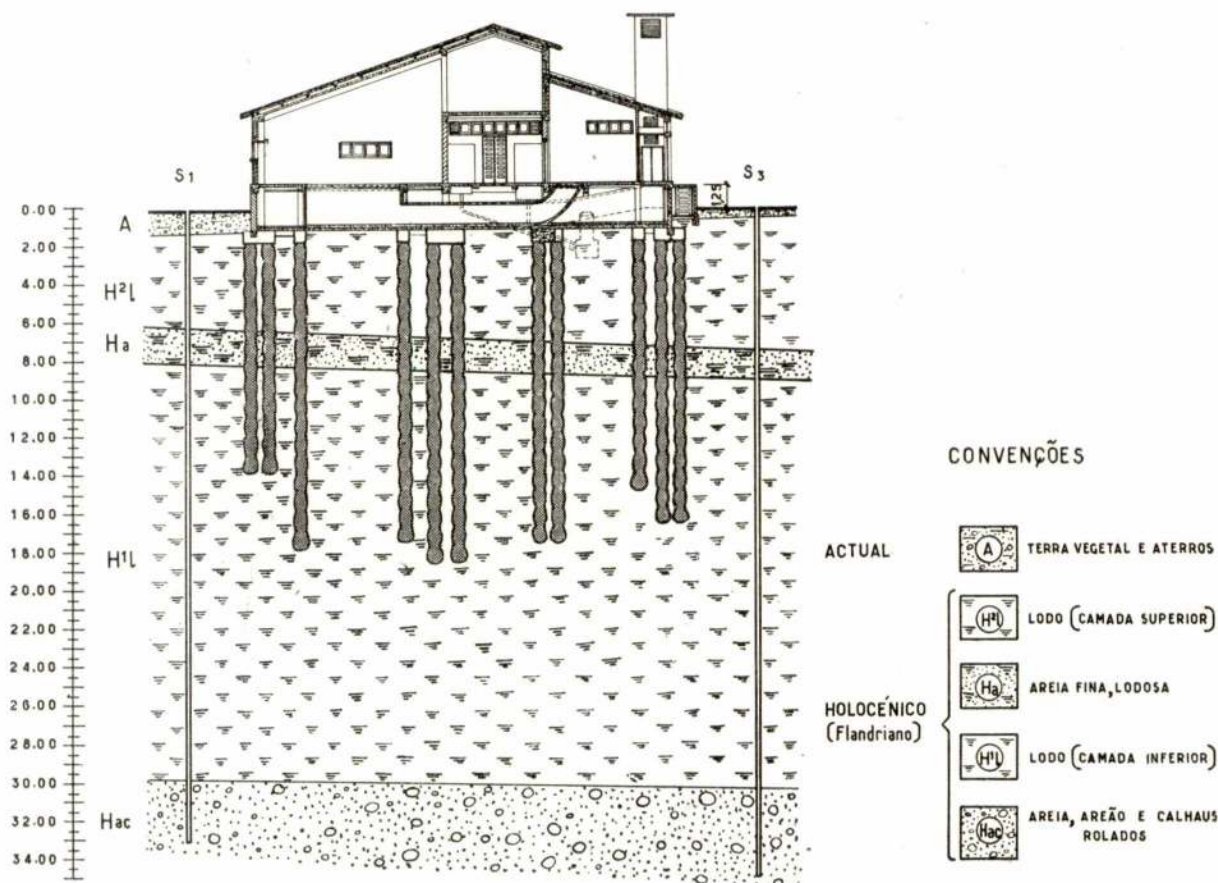 S1
S3
1,25
0.00
2.00
4.00
6.00
8.00
10.00
12.00
14.00
16.00
18.00
20.00
22.00
24.00
26.00
28.00
30.00
32.00
34.00
A
H²l
Ha
H¹l
Hac
CONVENÇÕES
ACTUAL
A TERRA VEGETAL E ATERROS
HOLOCÉNICO
(Flandriano)
H²l LODO (CAMADA SUPERIOR)
Ha AREIA FINA, LODOSA
H¹l LODO (CAMADA INFERIOR)
Hac AREIA, AREÃO E CALHAUS
ROLADOS